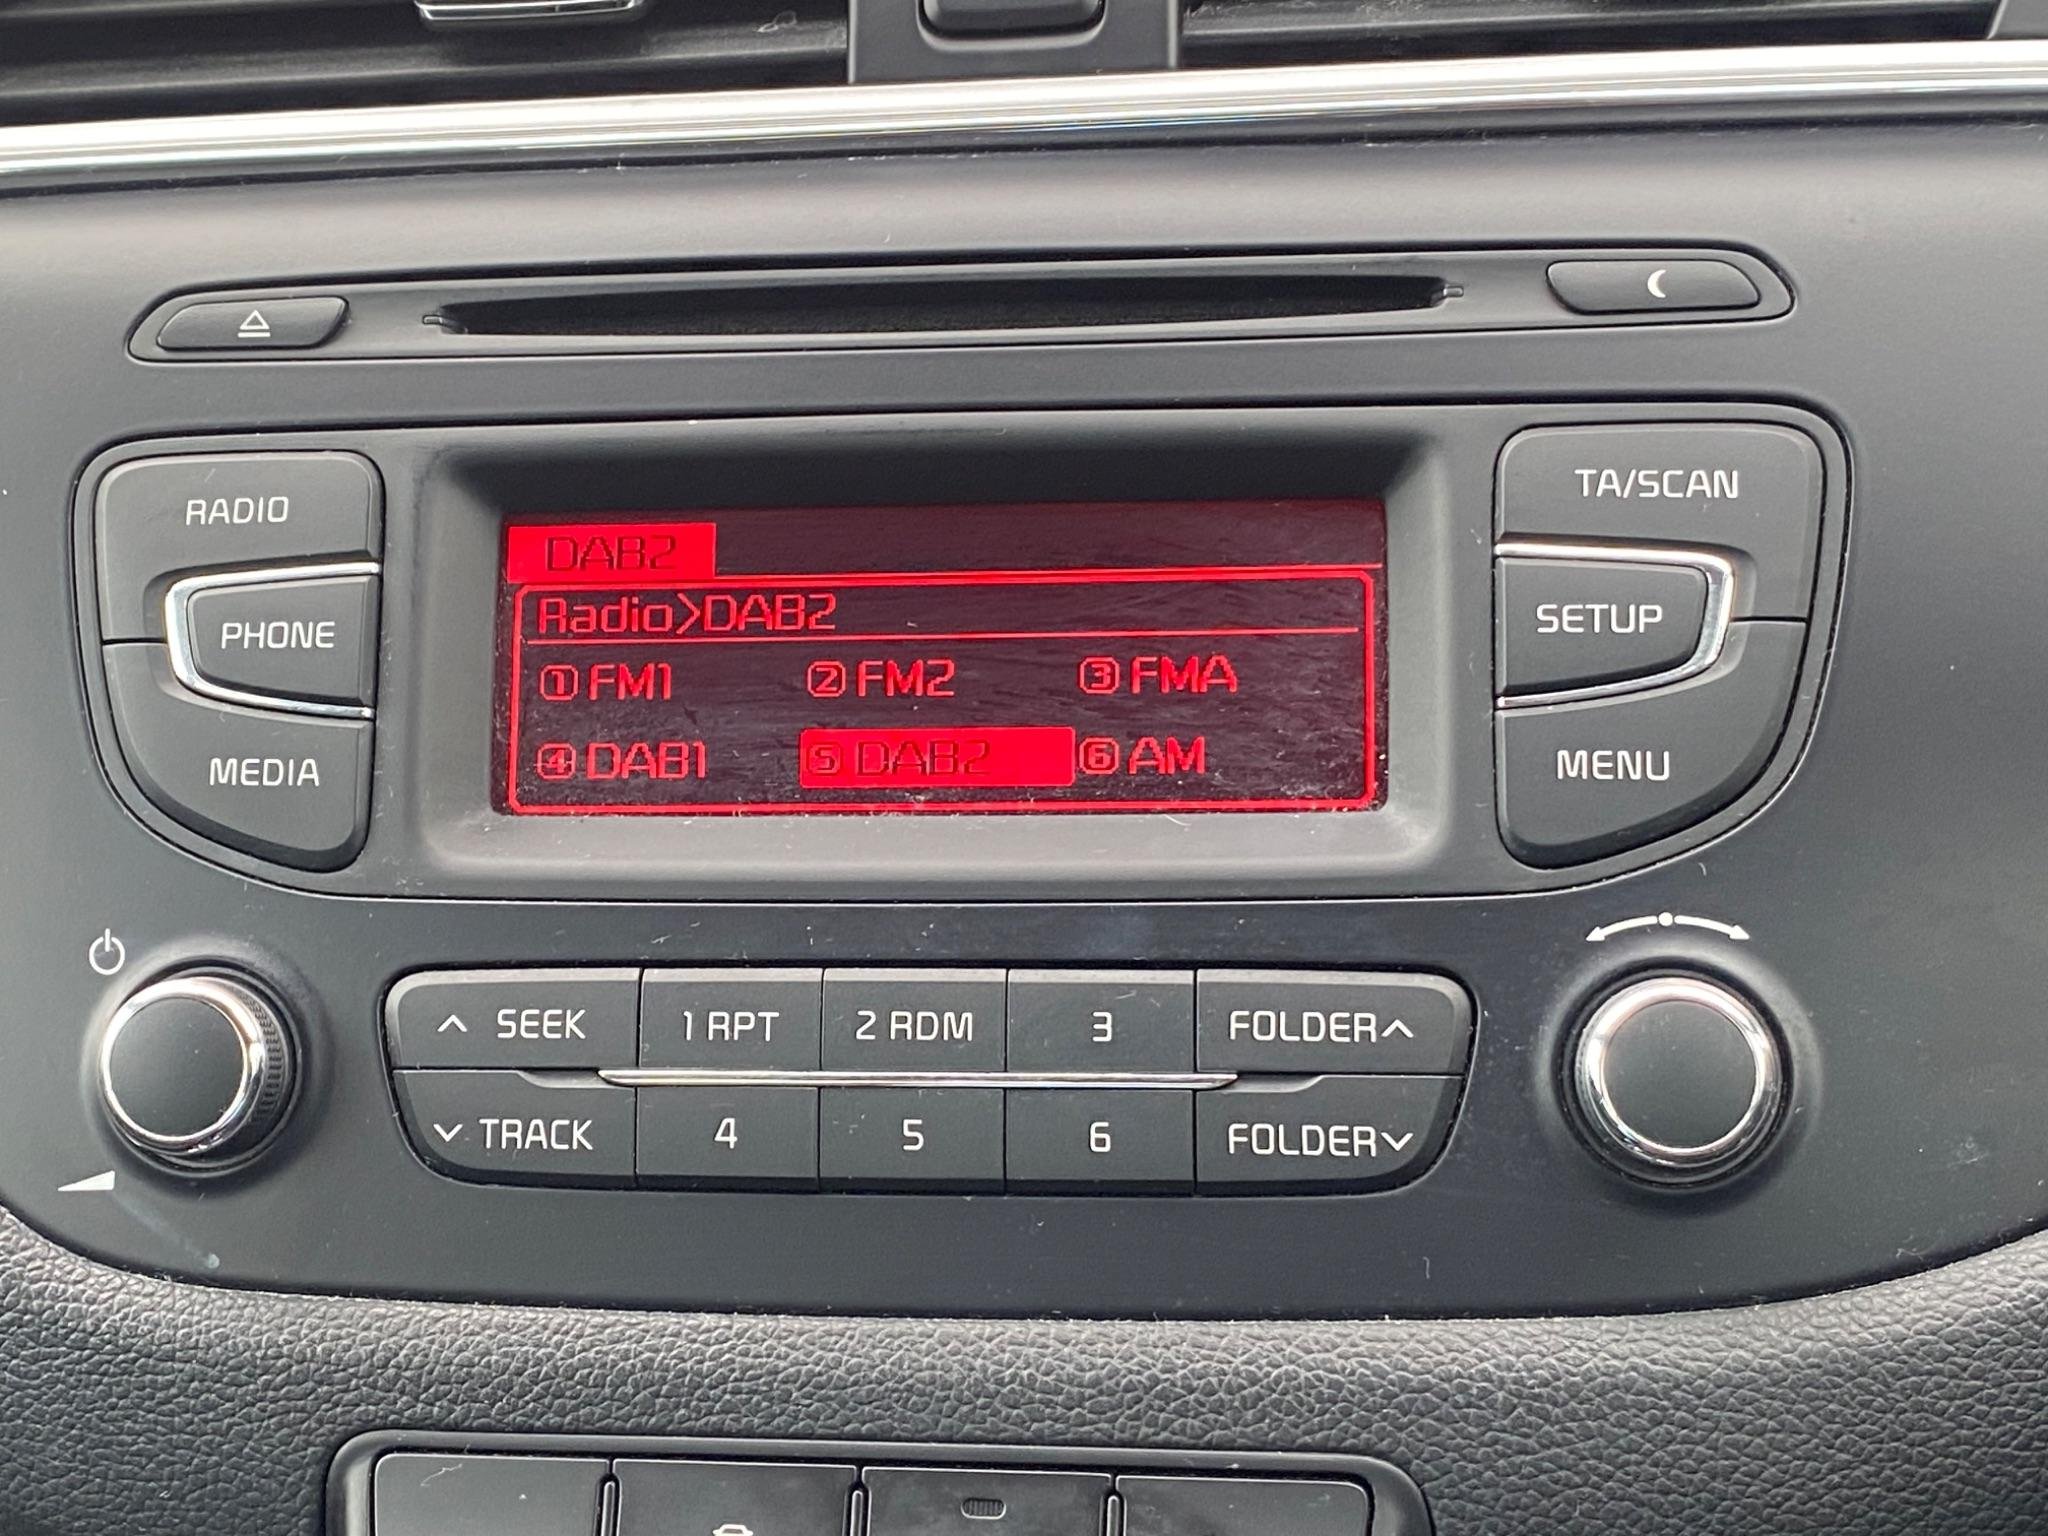 RADIO
PHONE
MEDIA
DAB2
Radio>DAB2
①FM1 ②FM2 ③FMA
④DAB1 ⑤DAB2 ⑥AM
TA/SCAN
SETUP
MENU
SEEK 1 RPT 2 RDM 3 FOLDER
TRACK 4 5 6 FOLDER